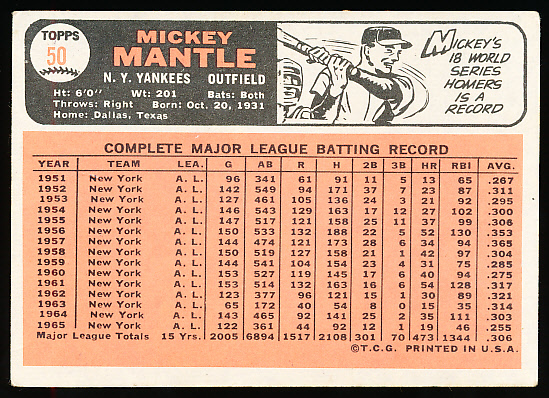 TOPPS
50
MICKEY
MANTLE
N. Y. YANKEES OUTFIELD
Ht: 6'0" Wt: 201 Bats: Both
Throws: Right Born: Oct. 20, 1931
Home: Dallas, Texas
MICKEY'S
18 WORLD
SERIES
HOMERS
IS A
RECORD
COMPLETE MAJOR LEAGUE BATTING RECORD
YEAR TEAM LEA. G AB R H 2B 3B HR RBI AVG.
1951 New York A. L. 96 341 61 91 11 5 13 65 .267
1952 New York A. L. 142 549 94 171 37 7 23 87 .311
1953 New York A. L. 127 461 105 136 24 3 21 92 .295
1954 New York A. L. 146 543 129 163 17 12 27 102 .300
1955 New York A. L. 147 517 121 158 25 11 37 99 .306
1956 New York A. L. 150 533 132 188 22 5 52 130 .353
1957 New York A. L. 144 474 121 173 28 6 34 94 .365
1958 New York A. L. 150 519 127 158 21 1 42 97 .304
1959 New York A. L. 144 541 104 154 23 4 31 75 .285
1960 New York A. L. 153 527 119 145 17 6 40 94 .275
1961 New York A. L. 153 514 132 163 16 6 54 128 .317
1962 New York A. L. 123 377 96 121 15 1 30 89 .321
1963 New York A. L. 65 172 40 54 8 0 15 35 .314
1964 New York A. L. 143 465 92 141 25 2 35 111 .303
1965 New York A. L. 122 361 44 92 12 1 19 46 .255
Major League Totals 15 Yrs. 2005 6894 1517 2108 301 70 473 1344 .306
©T.C.G. PRINTED IN U.S.A.